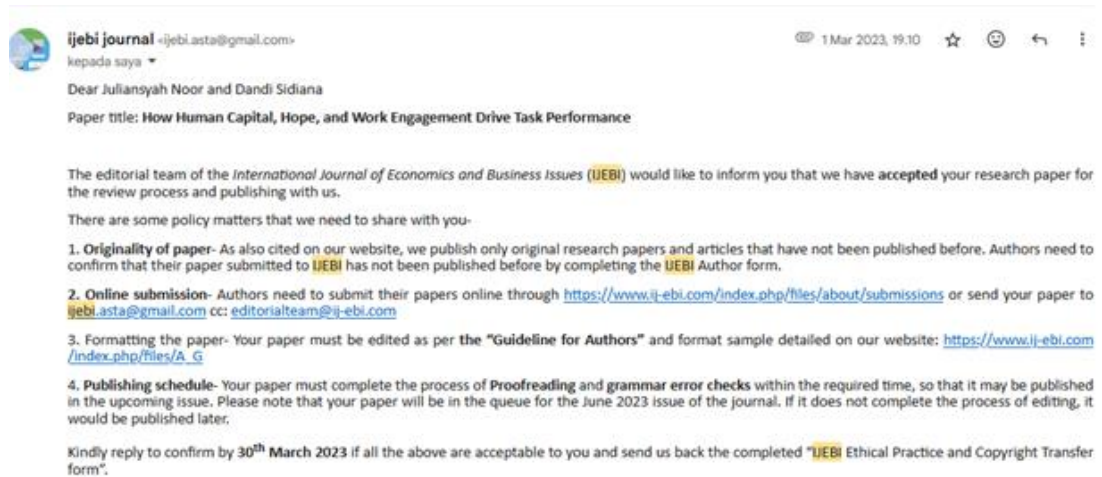 ijebi journal <ijebi.asta@gmail.com>
1 Mar 2023, 19.10
kepada saya
Dear Juliansyah Noor and Dandi Sidiana
Paper title: How Human Capital, Hope, and Work Engagement Drive Task Performance
The editorial team of the International Journal of Economics and Business Issues (IJEBI) would like to inform you that we have accepted your research paper for
the review process and publishing with us.
There are some policy matters that we need to share with you-
1. Originality of paper- As also cited on our website, we publish only original research papers and articles that have not been published before. Authors need to
confirm that their paper submitted to IJEBI has not been published before by completing the IJEBI Author form.
2. Online submission- Authors need to submit their papers online through https://www.ij-ebi.com/index.php/files/about/submissions or send your paper to
ijebi.asta@gmail.com cc: editorialteam@ij-ebi.com
3. Formatting the paper- Your paper must be edited as per the "Guideline for Authors" and format sample detailed on our website: https://www.ij-ebi.com
/index.php/files/A_G
4. Publishing schedule- Your paper must complete the process of Proofreading and grammar error checks within the required time, so that it may be published
in the upcoming issue. Please note that your paper will be in the queue for the June 2023 issue of the journal. If it does not complete the process of editing, it
would be published later.
Kindly reply to confirm by 30th March 2023 if all the above are acceptable to you and send us back the completed "IJEBI Ethical Practice and Copyright Transfer
form".